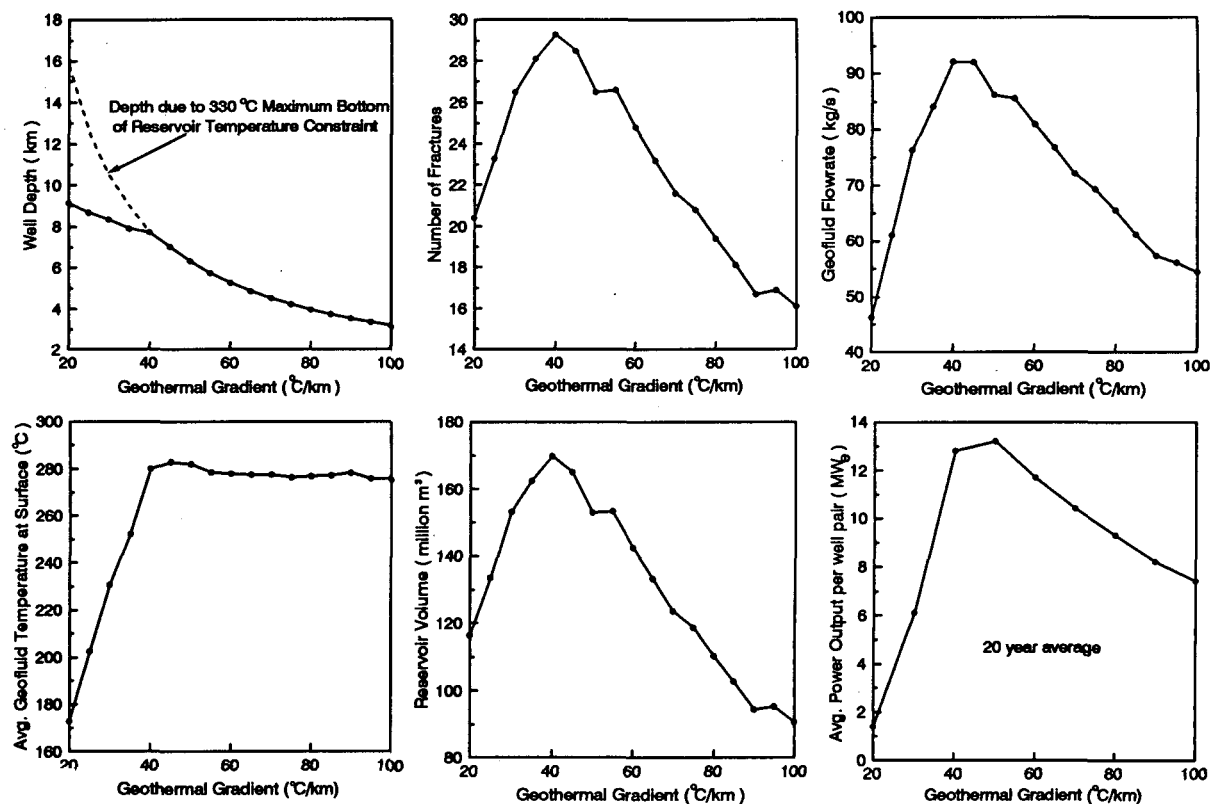 18
16
14
12
10
8
6
4
2
Well Depth ( km )
Depth due to 330 °C Maximum Bottom
of Reservoir Temperature Constraint
20 40 60 80 100
Geothermal Gradient (°C/km )
30
28
26
24
22
20
18
16
14
Number of Fractures
20 40 60 80 100
Geothermal Gradient (°C/km)
100
90
80
70
60
50
40
Geofluid Flowrate ( kg/s )
20 40 60 80 100
Geothermal Gradient (°C/km)
300
280
260
240
220
200
180
160
Avg. Geofluid Temperature at Surface (°C)
20 40 60 80 100
Geothermal Gradient (°C/km)
180
160
140
120
100
80
Reservoir Volume ( million m³ )
20 40 60 80 100
Geothermal Gradient (°C/km)
14
12
10
8
6
4
2
0
Avg. Power Output per well pair ( MWe )
20 year average
20 40 60 80 100
Geothermal Gradient (°C/km)